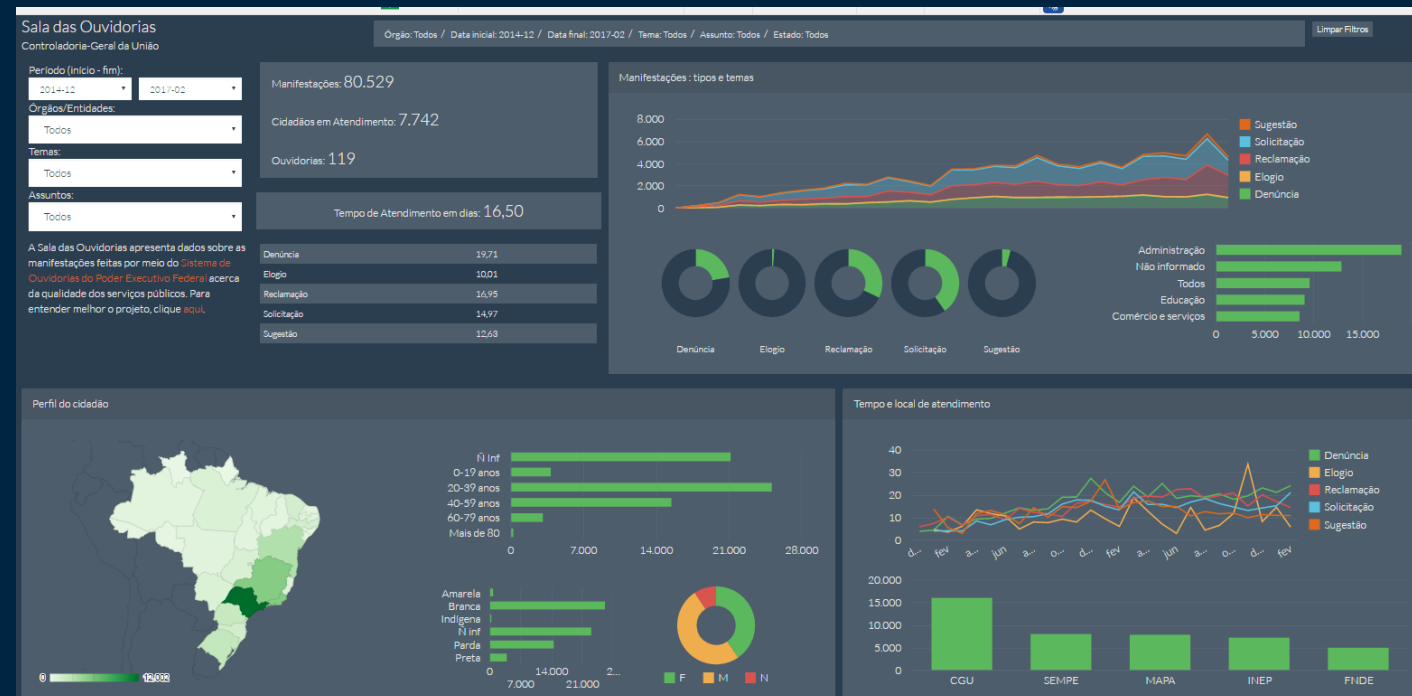 Sala das Ouvidorias
Controladoria-Geral da União
Órgão: Todos / Data inicial: 2014-12 / Data final: 2017-02 / Tema: Todos / Assunto: Todos / Estado: Todos
Limpar Filtros
Período (início - fim):
2014-12
2017-02
Órgãos/Entidades:
Todos
Temas:
Todos
Assuntos:
Todos
A Sala das Ouvidorias apresenta dados sobre as
manifestações feitas por meio do Sistema de
Ouvidorias do Poder Executivo Federal acerca
da qualidade dos serviços públicos. Para
entender melhor o projeto, clique aqui.
Manifestações: 80.529
Cidadãos em Atendimento: 7.742
Ouvidorias: 119
Tempo de Atendimento em dias: 16,50
Denúncia 19,71
Elogio 10,01
Reclamação 16,95
Solicitação 14,97
Sugestão 12,63
Manifestações : tipos e temas
8.000
6.000
4.000
2.000
0
Sugestão
Solicitação
Reclamação
Elogio
Denúncia
Denúncia Elogio Reclamação Solicitação Sugestão
Administração
Não informado
Todos
Educação
Comércio e serviços
0 5.000 10.000 15.000
Perfil do cidadão
0 12.002
Ñ Inf
0-19 anos
20-39 anos
40-59 anos
60-79 anos
Mais de 80
0 7.000 14.000 21.000 28.000
Amarela
Branca
Indígena
Ñ inf
Parda
Preta
0 14.000 2...
7.000 21.000
F M N
Tempo e local de atendimento
40
30
20
10
0
d... fev a... jun a... o... d... fev a... jun a... o... d... fev
Denúncia
Elogio
Reclamação
Solicitação
Sugestão
20.000
15.000
10.000
5.000
0
CGU SEMPE MAPA INEP FNDE